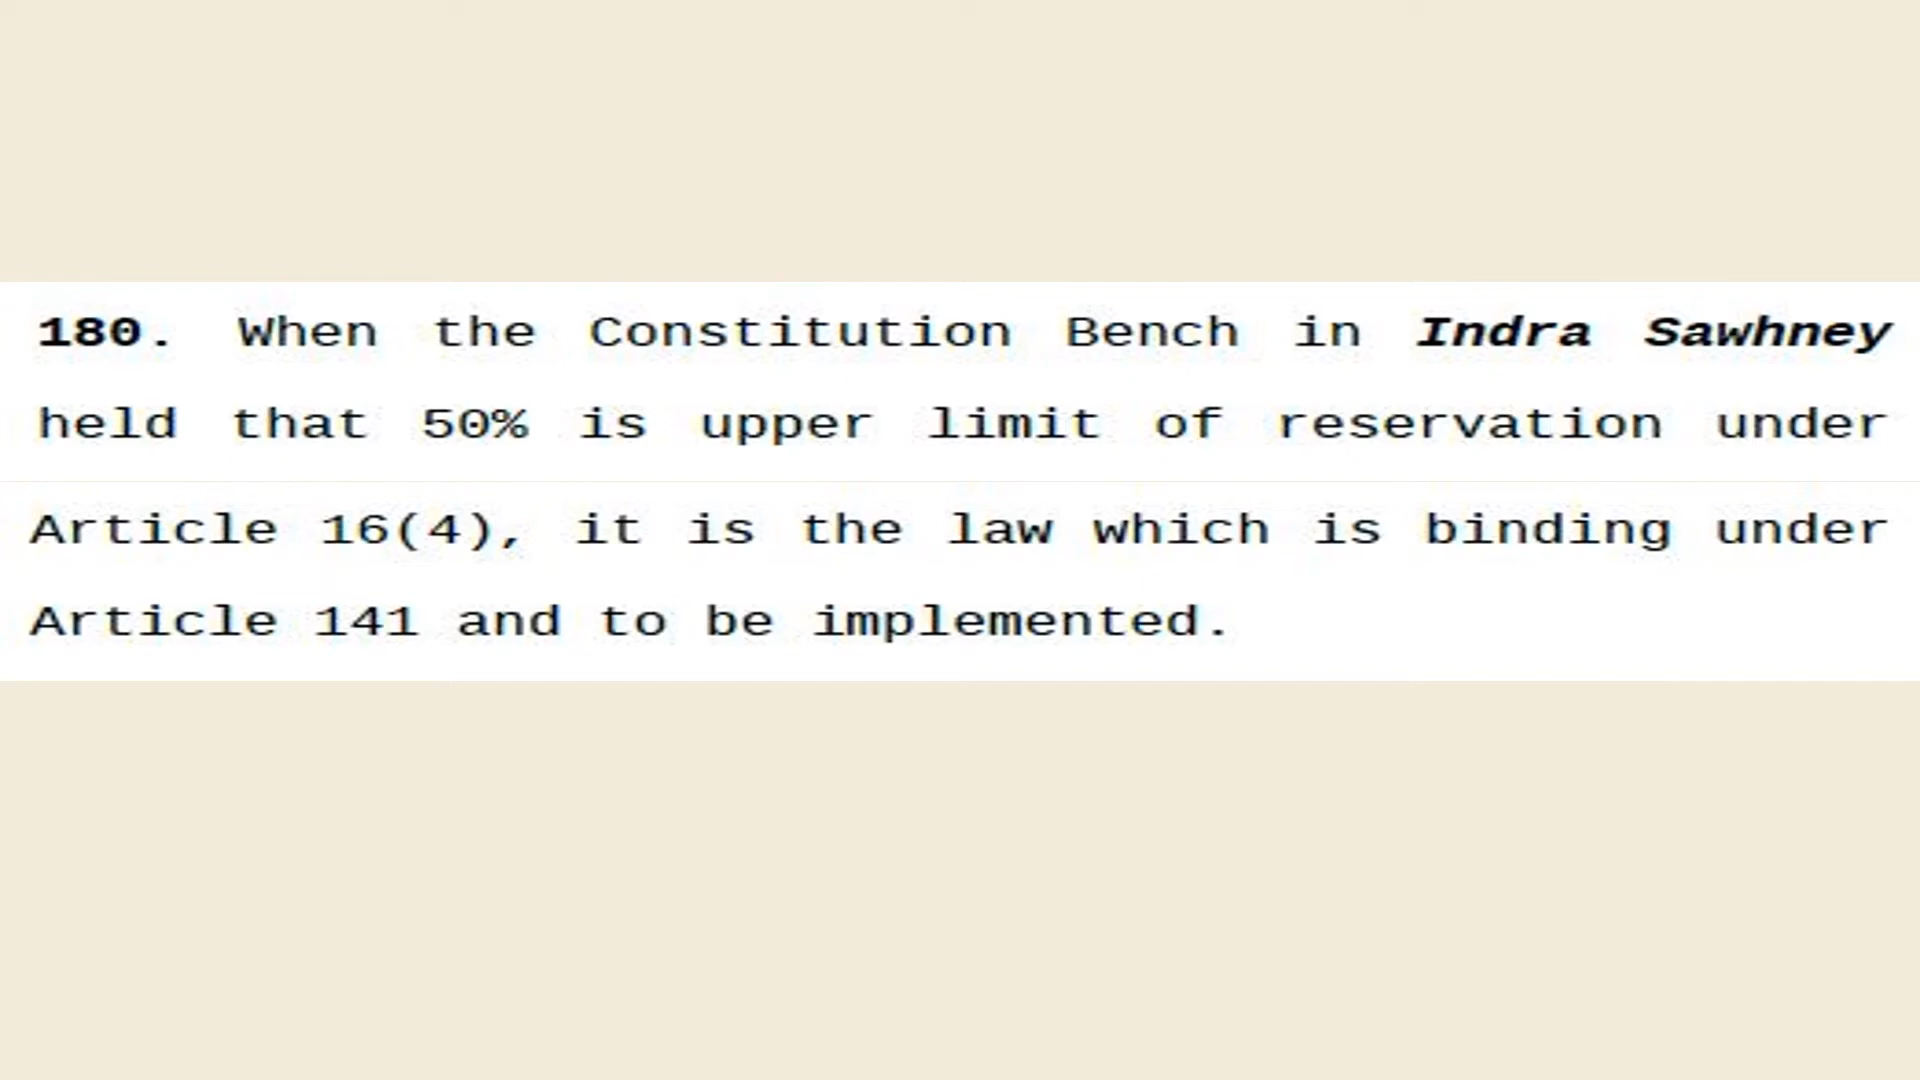 180. When the Constitution Bench in Indra Sawhney
held that 50% is upper limit of reservation under
Article 16(4), it is the law which is binding under
Article 141 and to be implemented.